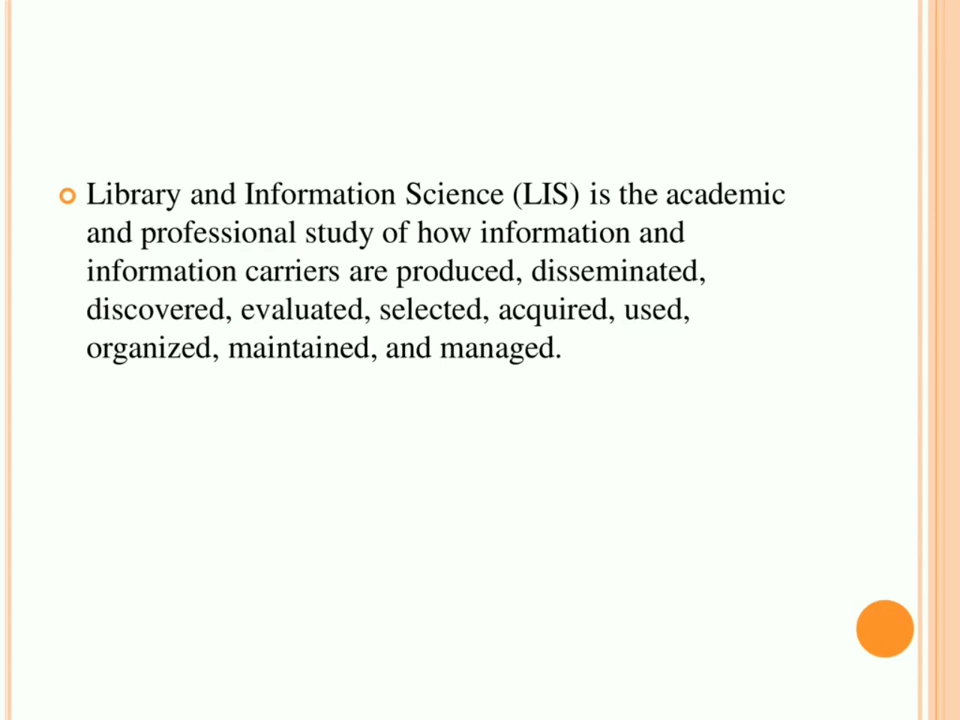 Library and Information Science (LIS) is the academic
and professional study of how information and
information carriers are produced, disseminated,
discovered, evaluated, selected, acquired, used,
organized, maintained, and managed.